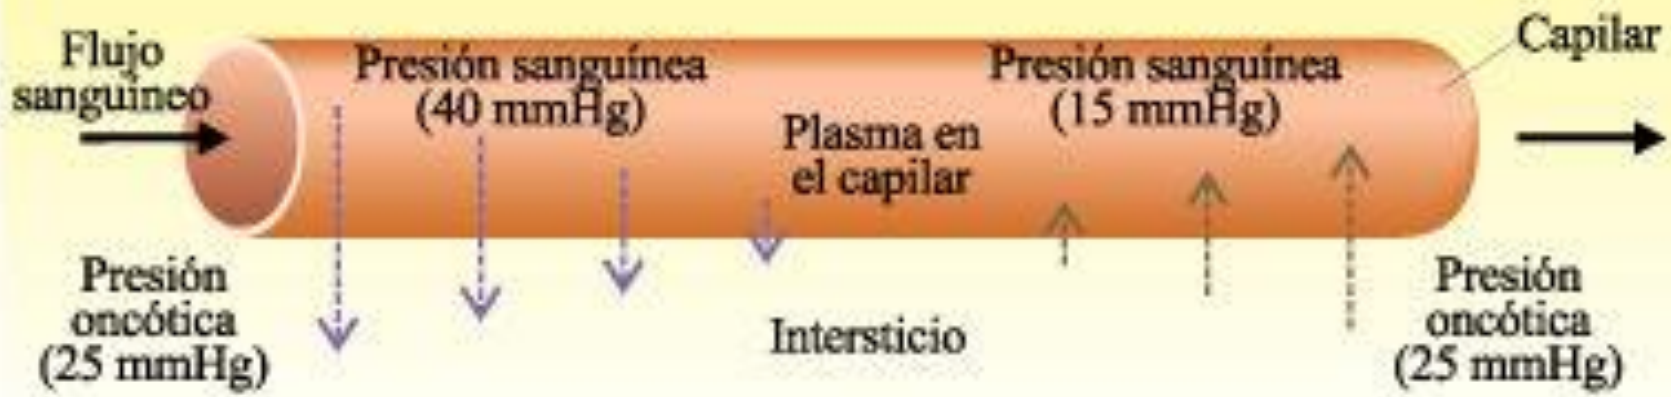 Flujo
sanguíneo
Presión sanguínea
(40 mmHg)
Plasma en
el capilar
Presión sanguínea
(15 mmHg)
Capilar
Presión
oncótica
(25 mmHg)
Intersticio
Presión
oncótica
(25 mmHg)